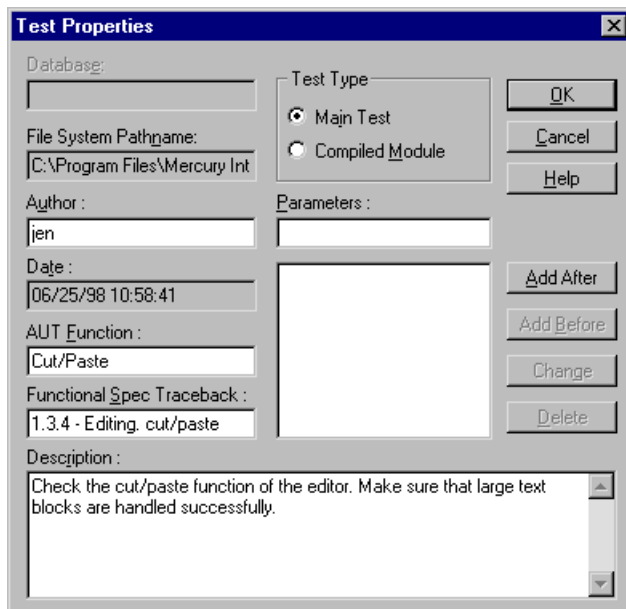 Test Properties
Database:
File System Pathname:
C:\Program Files\Mercury Int
Author :
jen
Date :
06/25/98 10:58:41
AUT Function :
Cut/Paste
Functional Spec Traceback :
1.3.4 - Editing. cut/paste
Test Type
Main Test
Compiled Module
Parameters :
OK
Cancel
Help
Add After
Add Before
Change
Delete
Description :
Check the cut/paste function of the editor. Make sure that large text
blocks are handled successfully.